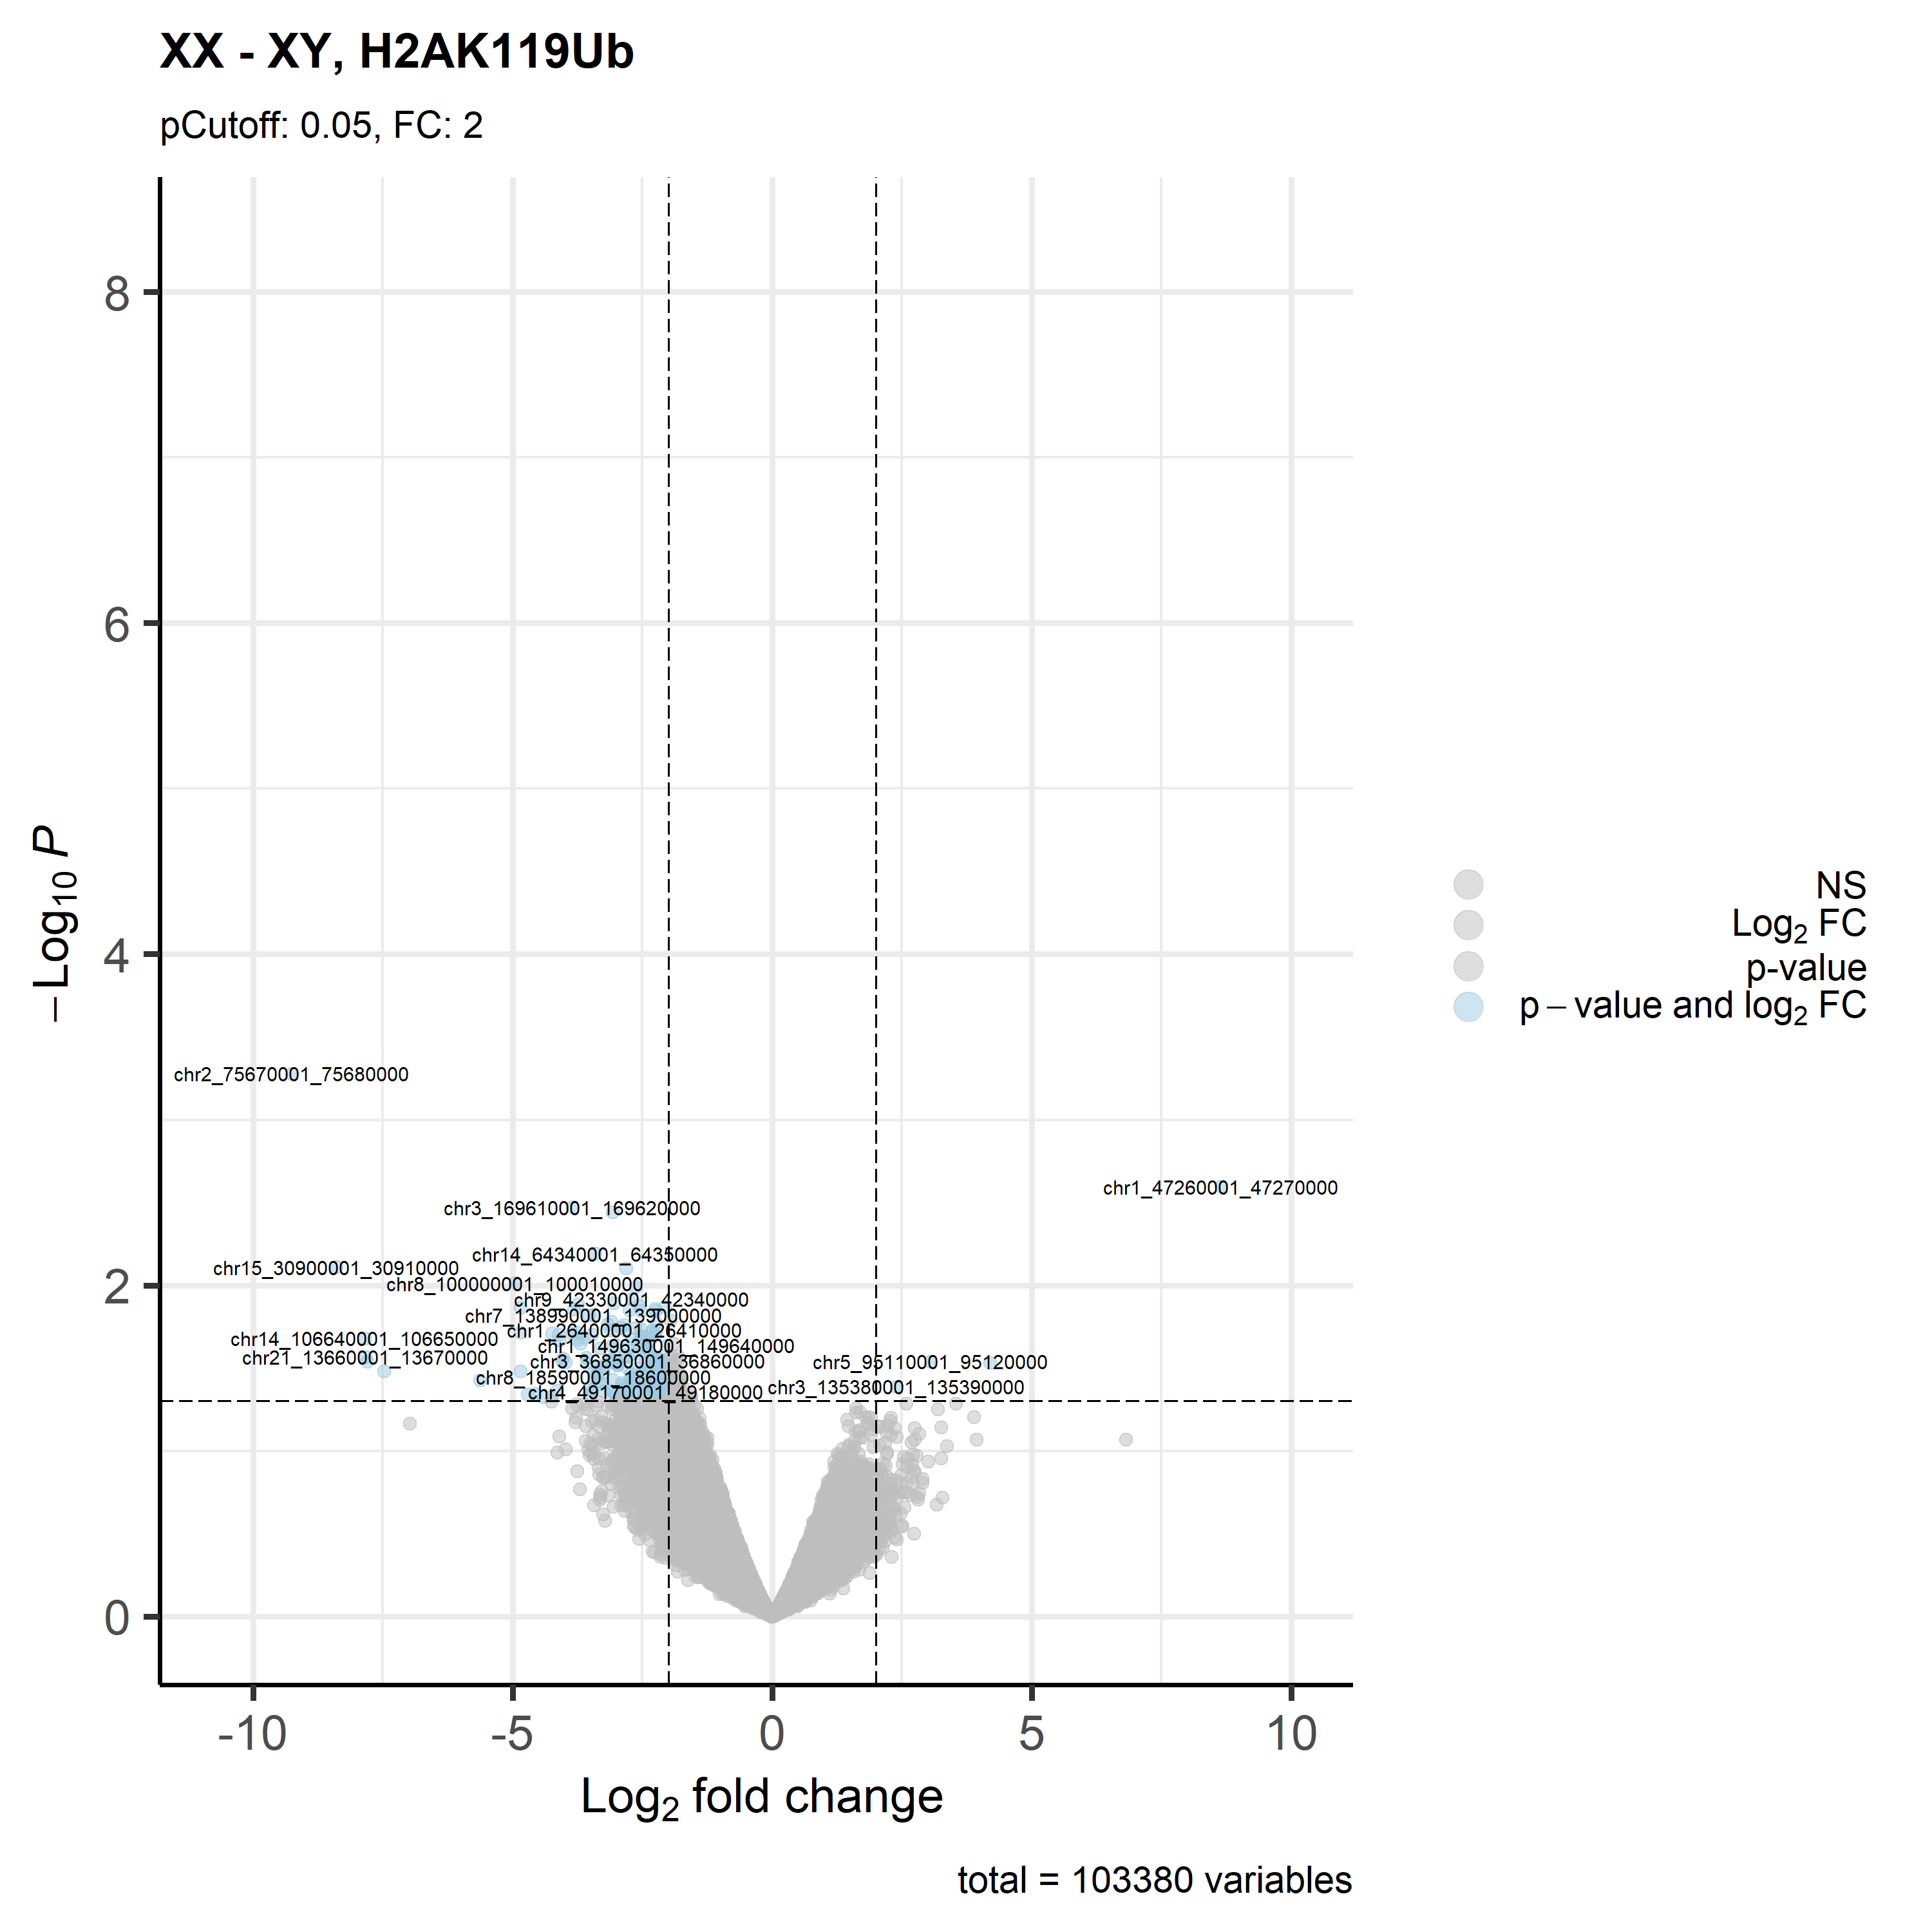 XX - XY, H2AK119Ub
pCutoff: 0.05, FC: 2
−Log10 P
8
6
4
2
0
chr2_75670001_75680000
chr1_47260001_47270000
chr3_169610001_169620000
chr14_64340001_64350000
chr15_30900001_30910000
chr8_100000001_100010000
chr9_42330001_42340000
chr7_138990001_139000000
chr1_26400001_26410000
chr14_106640001_106650000
chr1_149630001_149640000
chr21_13660001_13670000
chr3_36850001_36860000
chr5_95110001_95120000
chr8_18590001_18600000
chr3_135380001_135390000
chr4_49170001_49180000
-10
-5
0
5
10
Log2 fold change
NS
Log2 FC
p-value
p − value and log2 FC
total = 103380 variables